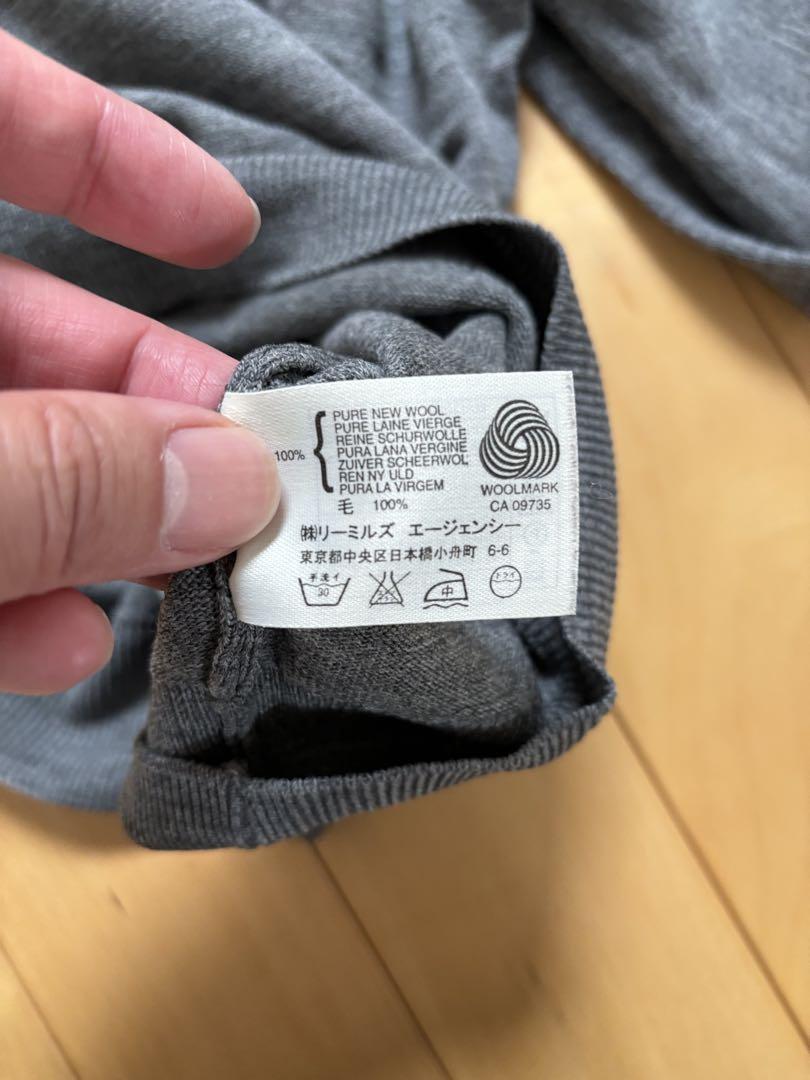 100%
PURE NEW WOOL
PURE LAINE VIERGE
REINE SCHURWOLLE
PURA LANA VERGINE
ZUIVER SCHEERWOL
REN NY ULD
PURA LA VIRGEM
毛 100%
WOOLMARK
CA 09735
㈱リーミルズ エージェンシー
東京都中央区日本橋小舟町 6-6
手洗イ
30
中
ドライ